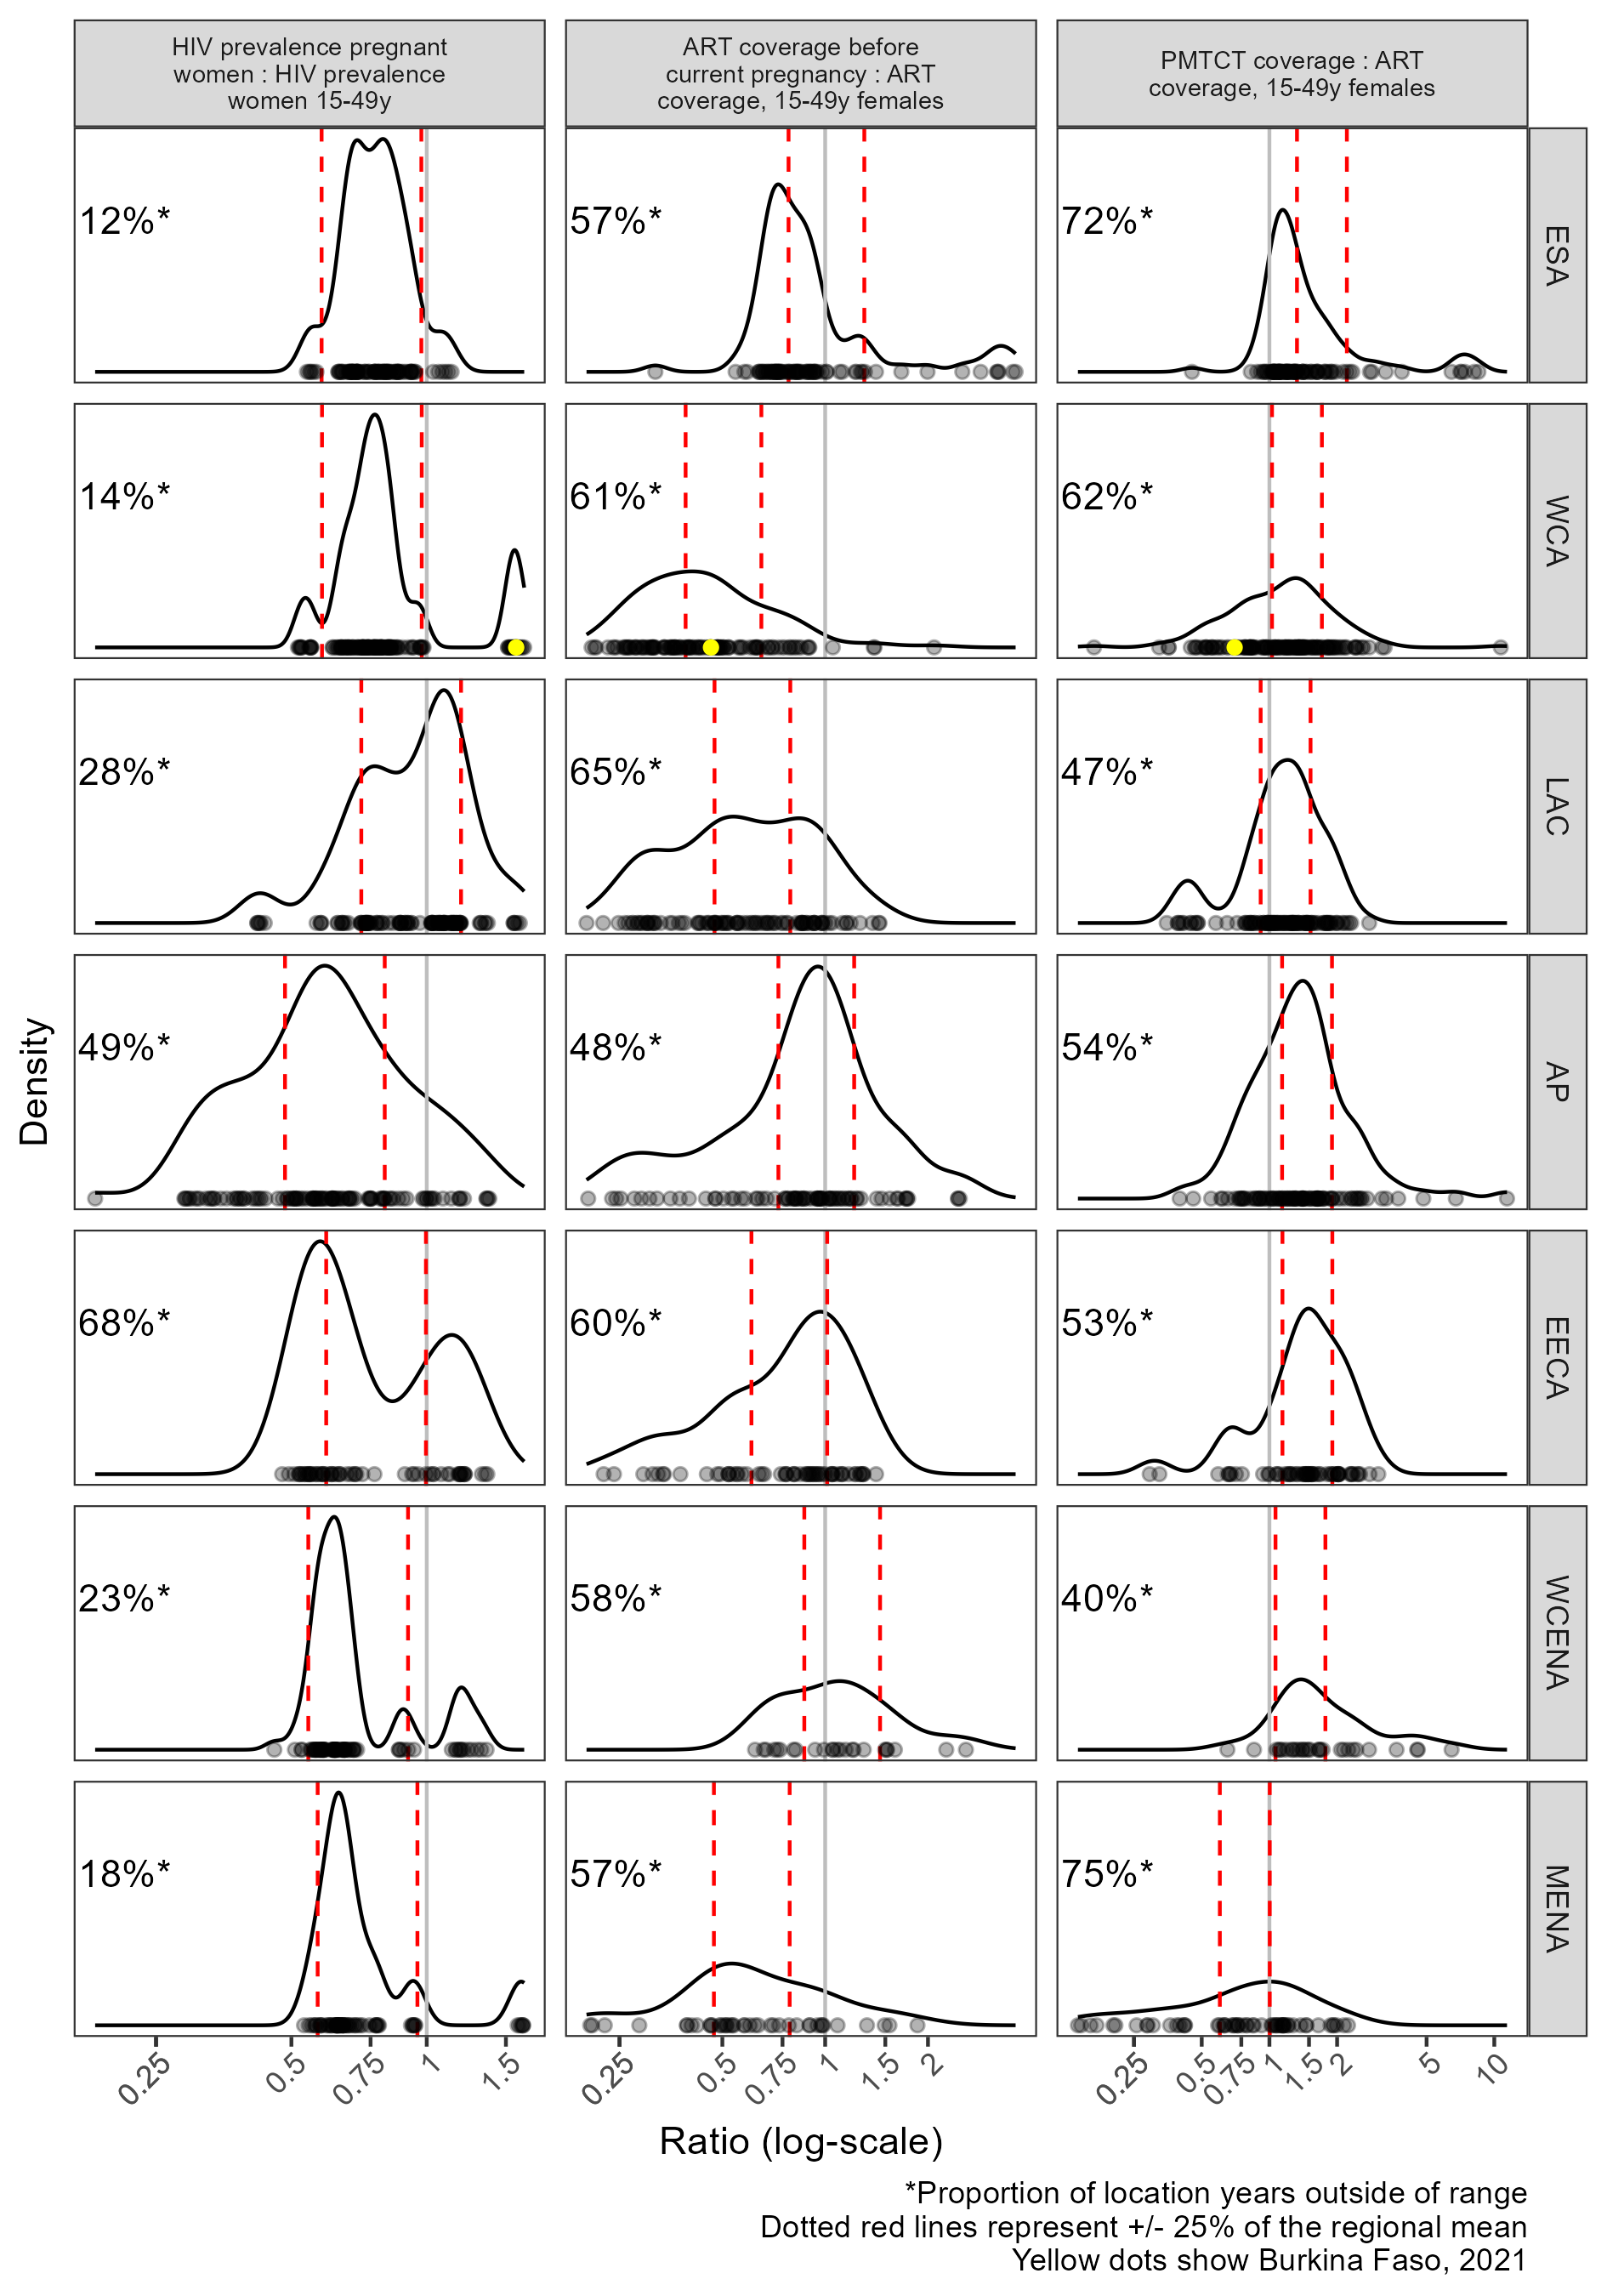 HIV prevalence pregnant
women : HIV prevalence
women 15-49y
ART coverage before
current pregnancy : ART
coverage, 15-49y females
PMTCT coverage : ART
coverage, 15-49y females
12%*
57%*
72%*
ESA
14%*
61%*
62%*
WCA
28%*
65%*
47%*
LAC
49%*
48%*
54%*
AP
68%*
60%*
53%*
EECA
23%*
58%*
40%*
WCENA
18%*
57%*
75%*
MENA
Density
0.25 0.5 0.75 1 1.5
0.25 0.5 0.75 1 1.5 2
0.25 0.5 0.75 1 1.5 2 5 10
Ratio (log-scale)
*Proportion of location years outside of range
Dotted red lines represent +/- 25% of the regional mean
Yellow dots show Burkina Faso, 2021